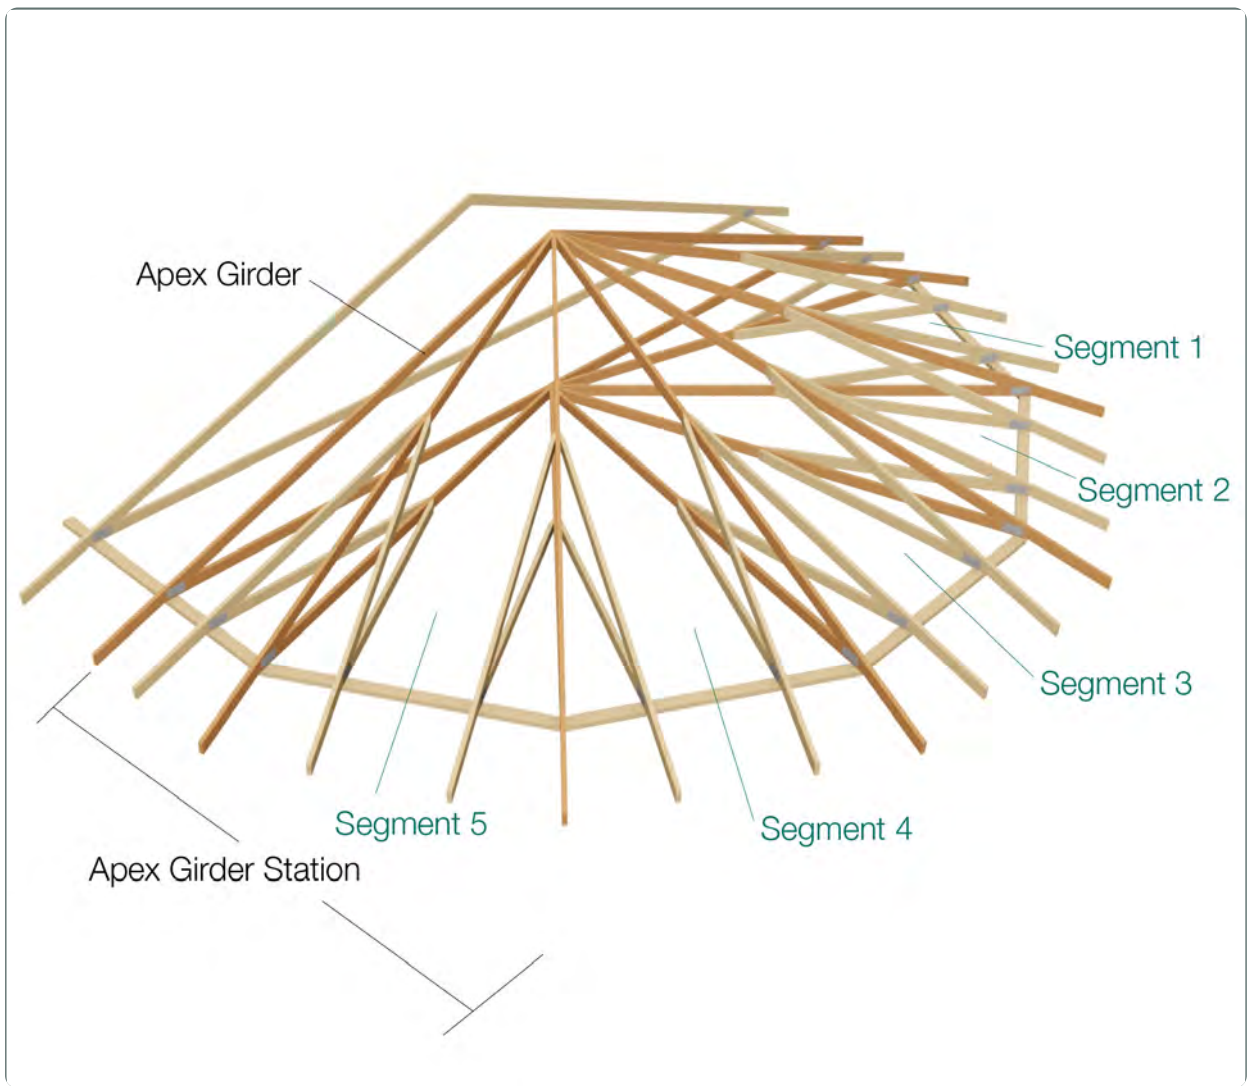 Apex Girder
Segment 1
Segment 2
Segment 3
Segment 5
Segment 4
Apex Girder Station